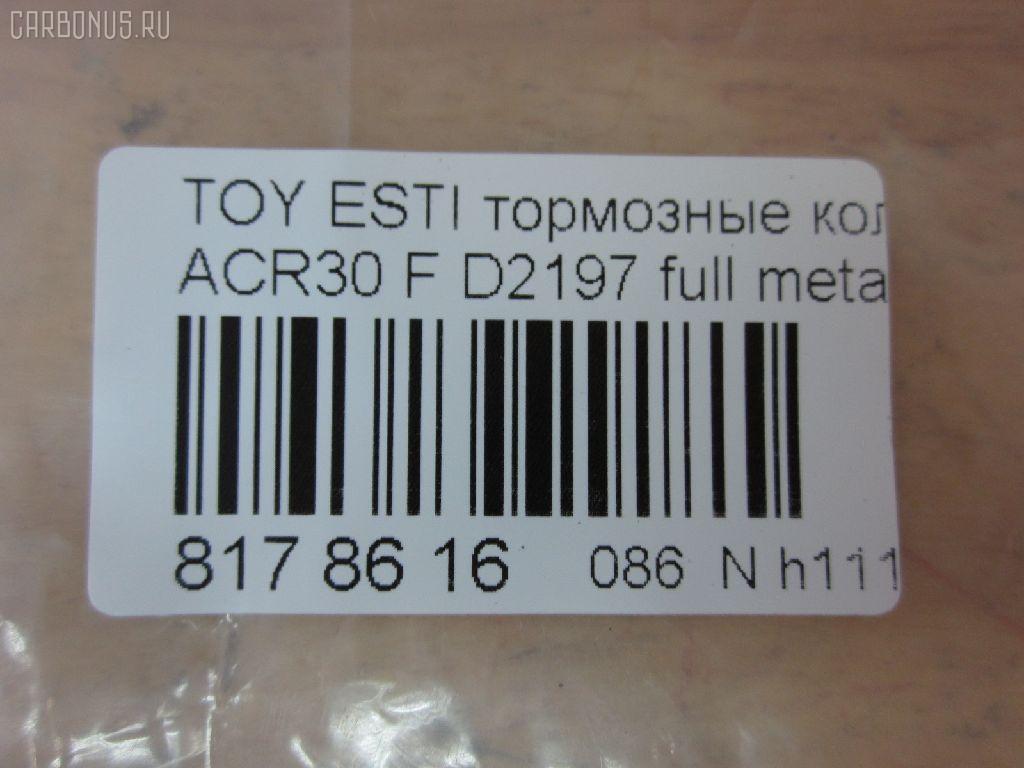 CARBONUS.RU
TOY ESTI тормозные кол
ACR30 F D2197 full meta
817 86 16 086 N h111